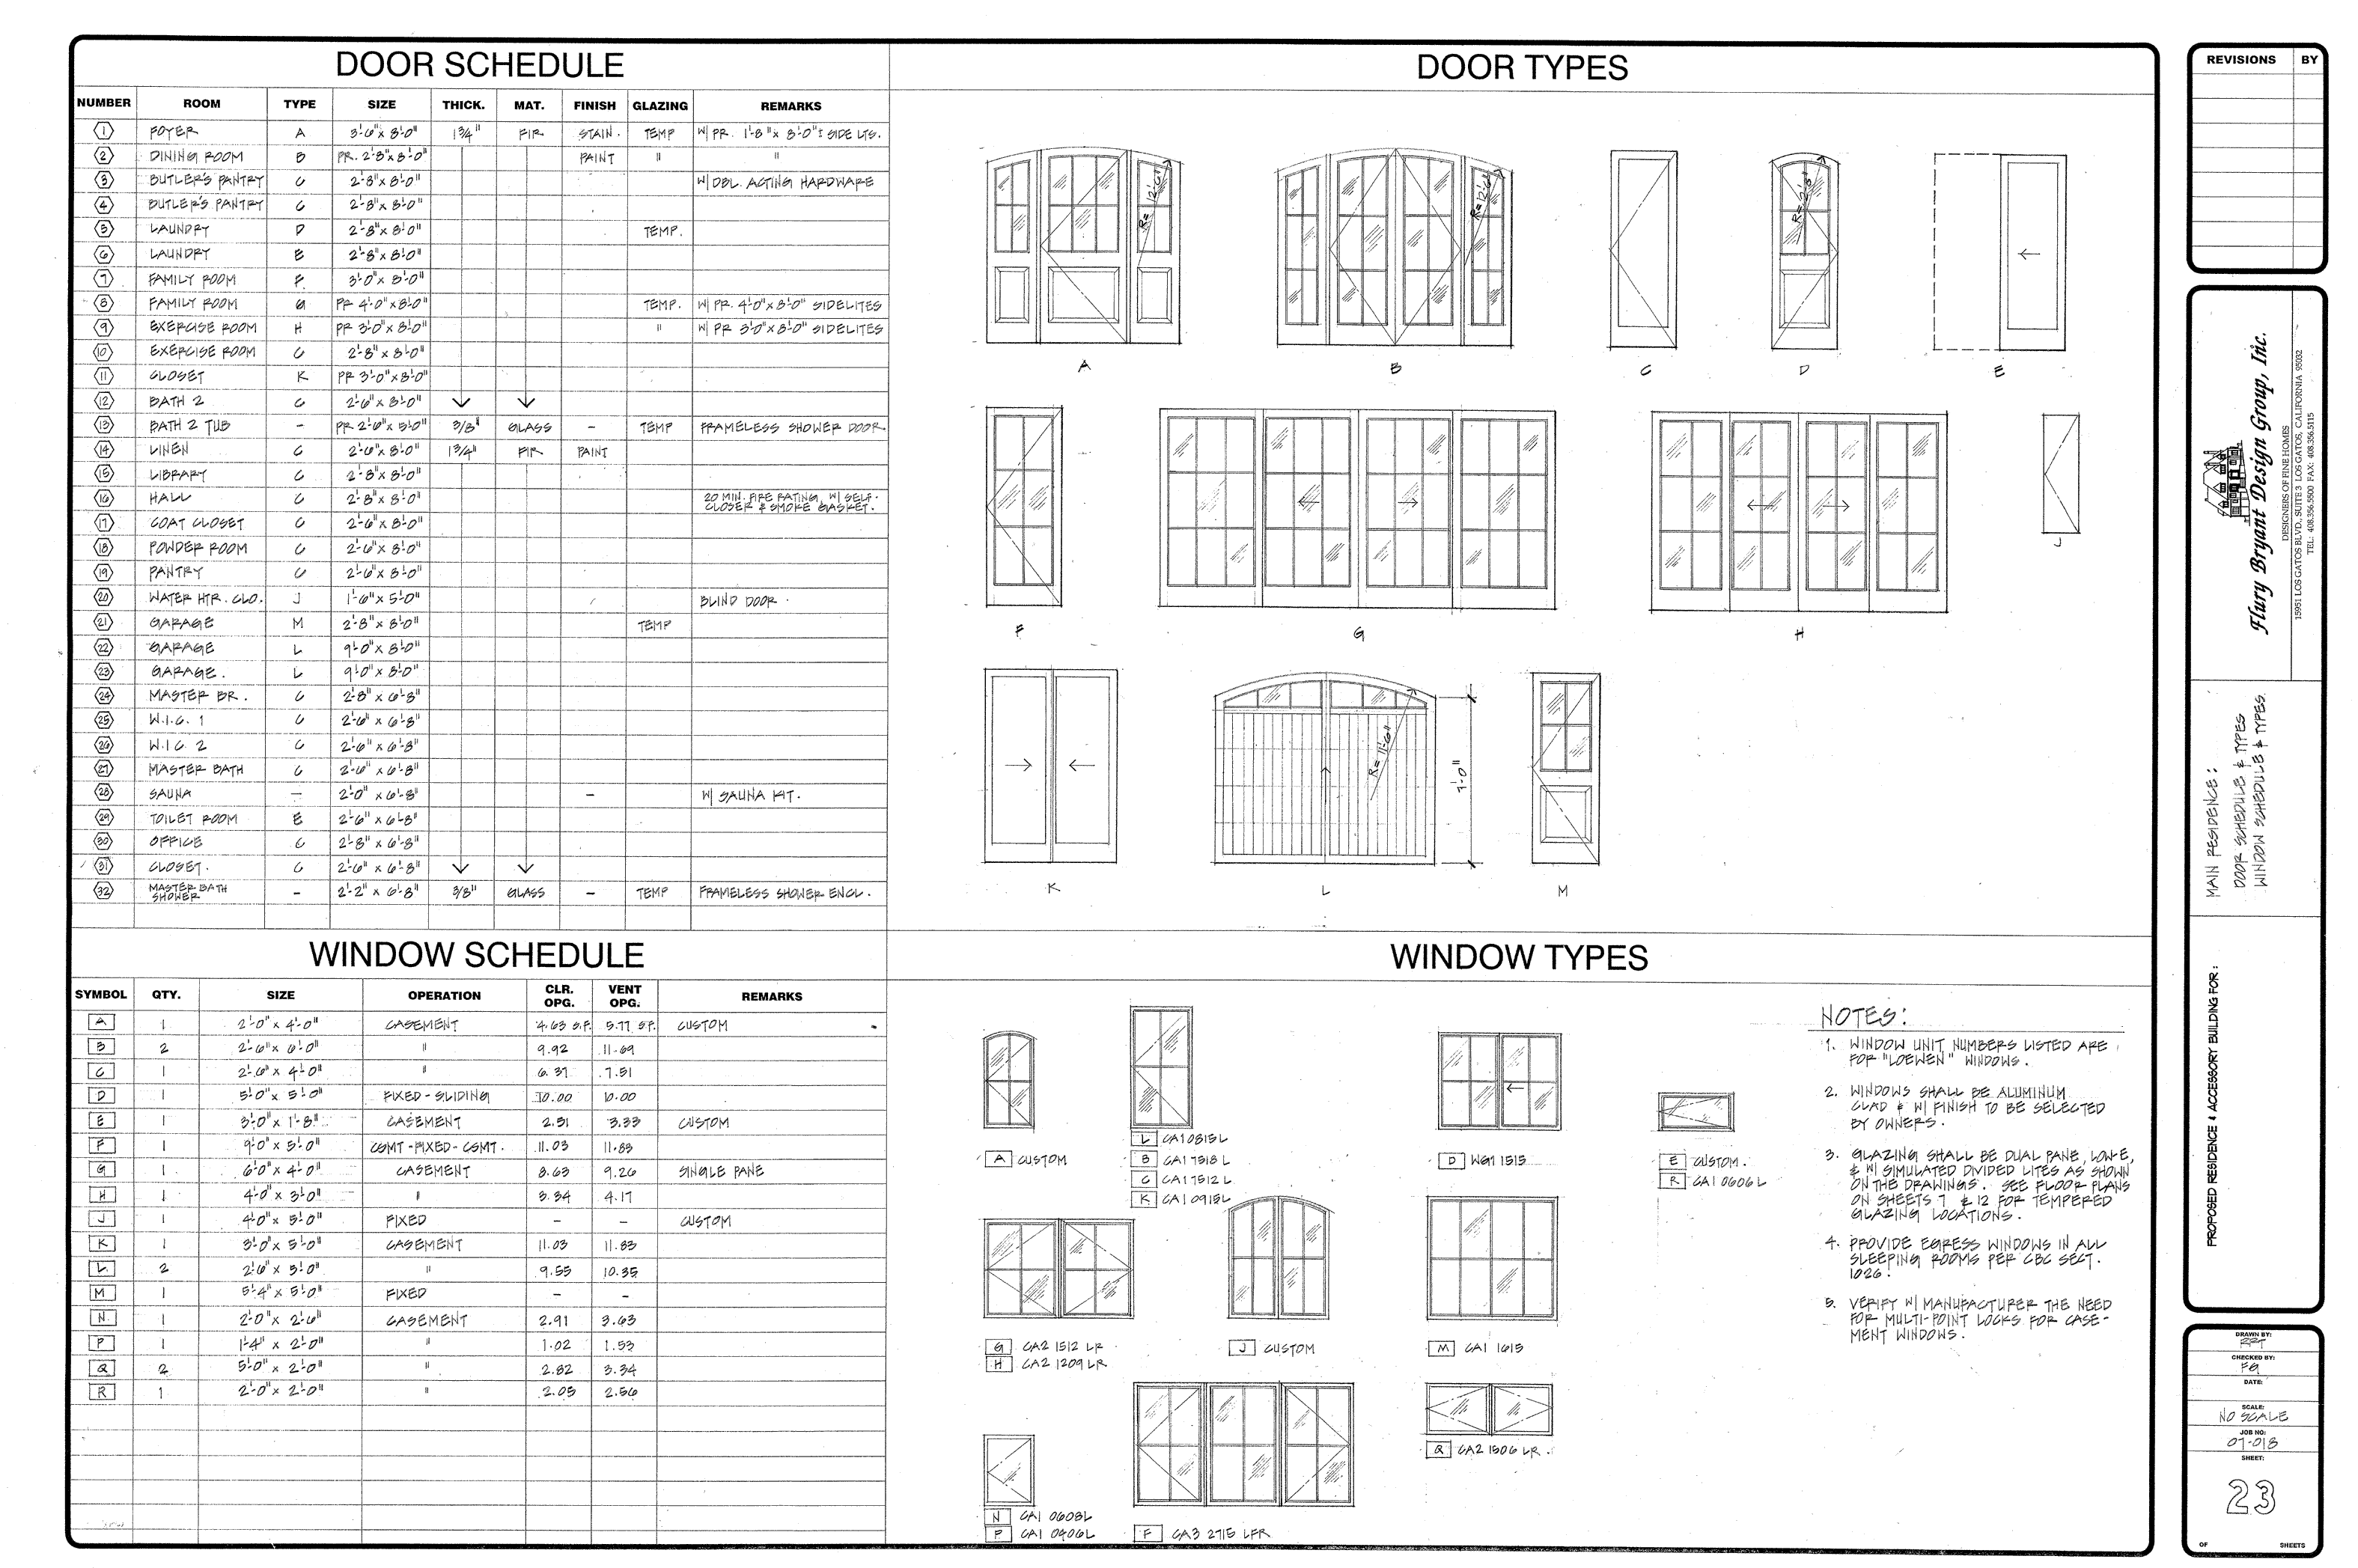 DOOR SCHEDULE
NUMBER ROOM TYPE SIZE THICK. MAT. FINISH GLAZING REMARKS
1 FOYER A 3'-6" x 8'-0" 1 3/4" FIR STAIN. TEMP W/ PR. 1'-8" x 8'-0"± SIDE LTS.
2 DINING ROOM B PR. 2'-8" x 8'-0" PAINT " "
3 BUTLER'S PANTRY C 2'-8" x 8'-0" W/ DBL. ACTING HARDWARE
4 BUTLER'S PANTRY C 2'-8" x 8'-0"
5 LAUNDRY D 2'-8" x 8'-0" TEMP.
6 LAUNDRY E 2'-8" x 8'-0"
7 FAMILY ROOM F 3'-0" x 8'-0"
8 FAMILY ROOM G PR 4'-0" x 8'-0" TEMP. W/ PR. 4'-0" x 8'-0" SIDELITES
9 EXERCISE ROOM H PR 3'-0" x 8'-0" " W/ PR 3'-0" x 8'-0" SIDELITES
10 EXERCISE ROOM C 2'-8" x 8'-0"
11 CLOSET K PR 3'-0" x 8'-0"
12 BATH 2 C 2'-6" x 8'-0"
13 BATH 2 TUB - PR 2'-6" x 5'-0" 3/8" GLASS - TEMP FRAMELESS SHOWER DOOR
14 LINEN C 2'-6" x 8'-0" 1 3/4" FIR PAINT
15 LIBRARY C 2'-8" x 8'-0"
16 HALL C 2'-8" x 8'-0" 20 MIN. FIRE RATING W/ SELF-
CLOSER & SMOKE GASKET.
17 COAT CLOSET C 2'-6" x 8'-0"
18 POWDER ROOM C 2'-6" x 8'-0"
19 PANTRY C 2'-6" x 8'-0"
20 WATER HTR. CLO. J 1'-6" x 5'-0" BLIND DOOR
21 GARAGE M 2'-8" x 8'-0" TEMP
22 GARAGE L 9'-0" x 8'-0"
23 GARAGE. L 9'-0" x 8'-0"
24 MASTER BR. C 2'-8" x 6'-8"
25 W.I.C. 1 C 2'-6" x 6'-8"
26 W.I.C. 2 C 2'-6" x 6'-8"
27 MASTER BATH C 2'-6" x 6'-8"
28 SAUNA - 2'-0" x 6'-8" - W/ SAUNA KIT.
29 TOILET ROOM E 2'-6" x 6'-8"
30 OFFICE C 2'-8" x 6'-8"
31 CLOSET. C 2'-6" x 6'-8"
32 MASTER BATH
SHOWER - 2'-2" x 6'-8" 3/8" GLASS - TEMP FRAMELESS SHOWER ENCL.
DOOR TYPES
R= 12'-6"
R= 12'-6"
R= 2'-8"
A B C D E
F G H J
R= 11'-6"
7'-0"
K L M
WINDOW SCHEDULE
SYMBOL QTY. SIZE OPERATION CLR. OPG. VENT OPG. REMARKS
A 1 2'-0" x 4'-0" CASEMENT 4.63 S.F. 5.77 S.F. CUSTOM
B 2 2'-6" x 6'-0" " 9.92 11.69
C 1 2'-6" x 4'-0" " 6.37 7.51
D 1 5'-0" x 5'-0" FIXED-SLIDING 10.00 10.00
E 1 3'-0" x 1'-8" CASEMENT 2.51 3.33 CUSTOM
F 1 9'-0" x 5'-0" CSMT-FIXED-CSMT. 11.03 11.83
G 1 6'-0" x 4'-0" CASEMENT 8.63 9.26 SINGLE PANE
H 1 4'-0" x 3'-0" " 3.34 4.17
J 1 4'-0" x 5'-0" FIXED - - CUSTOM
K 1 3'-0" x 5'-0" CASEMENT 11.03 11.83
L 2 2'-6" x 5'-0" " 9.55 10.35
M 1 5'-4" x 5'-0" FIXED - -
N 1 2'-0" x 2'-6" CASEMENT 2.91 3.63
P 1 1'-4" x 2'-0" " 1.02 1.53
Q 2 5'-0" x 2'-0" " 2.82 3.34
R 1 2'-0" x 2'-0" " 2.05 2.56
WINDOW TYPES
A CUSTOM
L CA1 0815L
B CA1 7518 L
C CA1 7512 L
K CA1 0915L
D WG1 1515
E CUSTOM.
R CA1 0606 L
G CA2 1512 LR
H CA2 1209 LR
J CUSTOM
M CA1 1615
N CA1 0608L
P CA1 0406L
F CA3 2715 LFR
Q CA2 1506 LR.
NOTES:
1. WINDOW UNIT NUMBERS LISTED ARE
FOR "LOEWEN" WINDOWS.
2. WINDOWS SHALL BE ALUMINUM
CLAD & W/ FINISH TO BE SELECTED
BY OWNERS.
3. GLAZING SHALL BE DUAL PANE, LOW-E,
& W/ SIMULATED DIVIDED LITES AS SHOWN
ON THE DRAWINGS. SEE FLOOR PLANS
ON SHEETS 7 & 12 FOR TEMPERED
GLAZING LOCATIONS.
4. PROVIDE EGRESS WINDOWS IN ALL
SLEEPING ROOMS PER CBC SECT.
1026.
5. VERIFY W/ MANUFACTURER THE NEED
FOR MULTI-POINT LOCKS FOR CASE-
MENT WINDOWS.
REVISIONS BY
Flury Bryant Design Group, Inc.
DESIGNERS OF FINE HOMES
15951 LOS GATOS BLVD., SUITE 3 LOS GATOS, CALIFORNIA 95032
TEL: 408.356.5500 FAX: 408.356.5115
MAIN RESIDENCE:
DOOR SCHEDULE & TYPES
WINDOW SCHEDULE & TYPES
PROPOSED RESIDENCE & ACCESSORY BUILDING FOR:
DRAWN BY:
RRT
CHECKED BY:
FG
DATE:
SCALE:
NO SCALE
JOB NO:
07-018
SHEET:
23
OF SHEETS